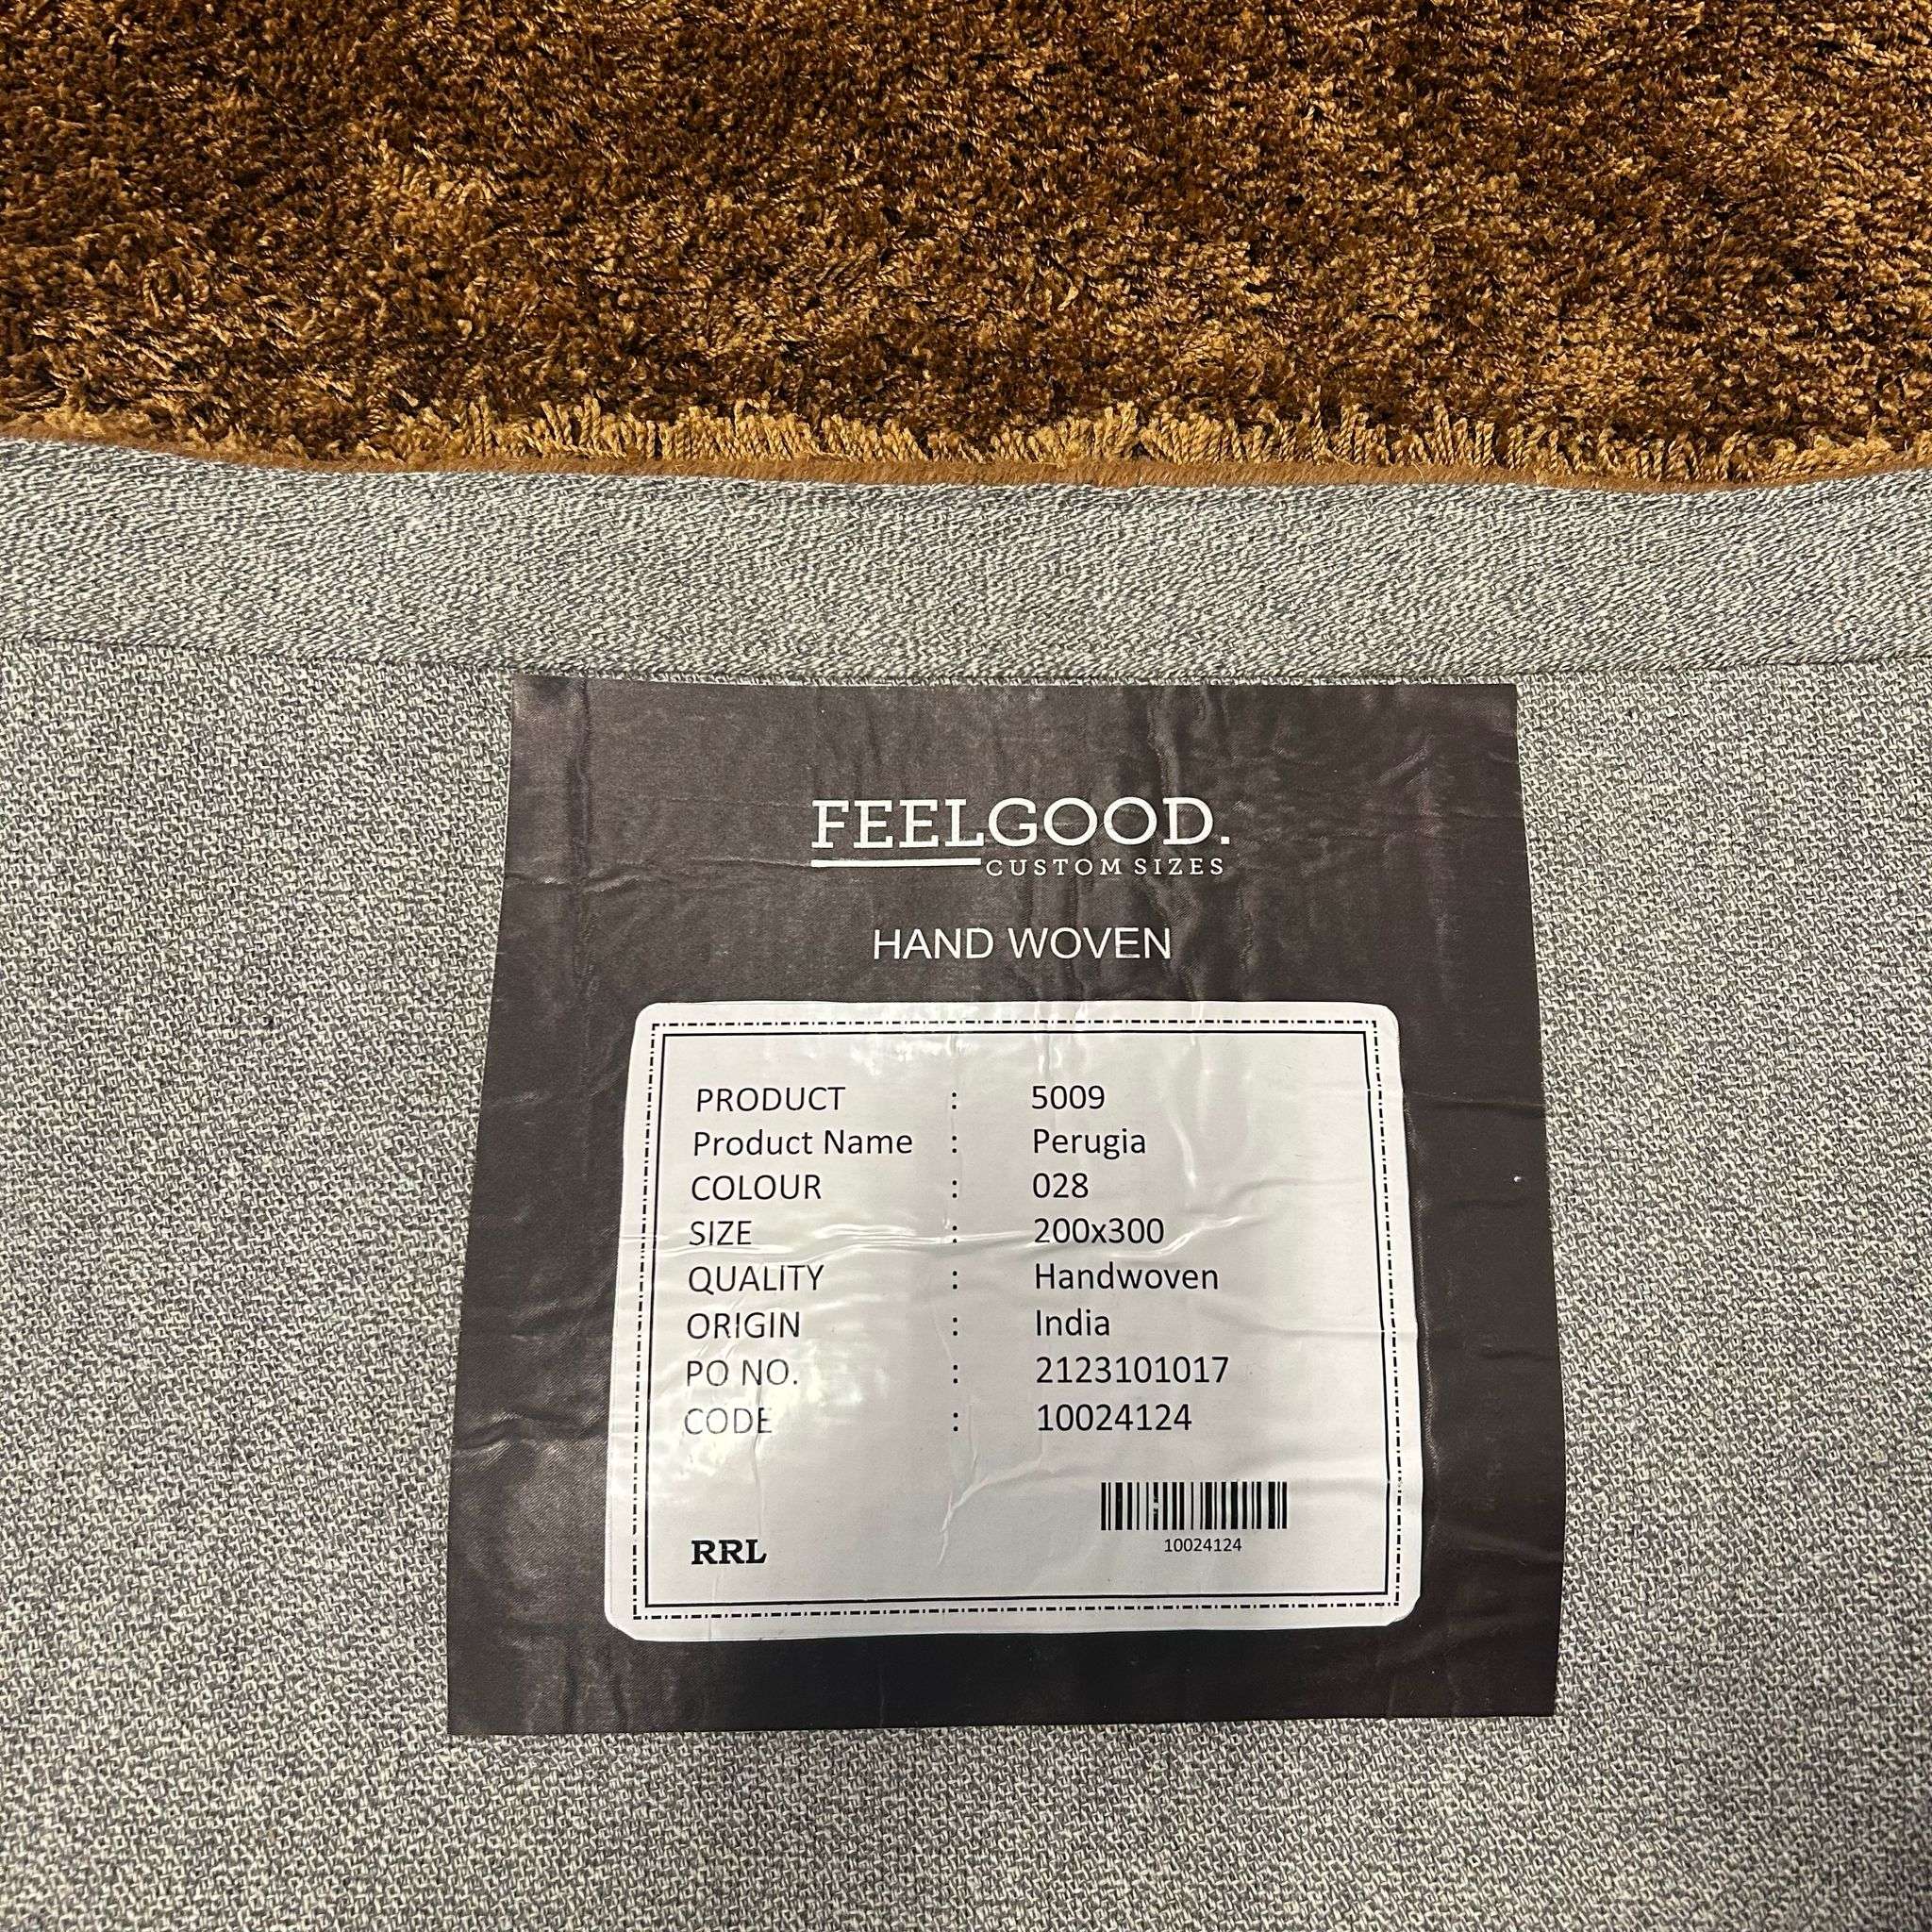 FEELGOOD.
CUSTOM SIZES
HAND WOVEN
PRODUCT : 5009
Product Name : Perugia
COLOUR : 028
SIZE : 200x300
QUALITY : Handwoven
ORIGIN : India
PO NO. : 2123101017
CODE : 10024124
10024124
RRL